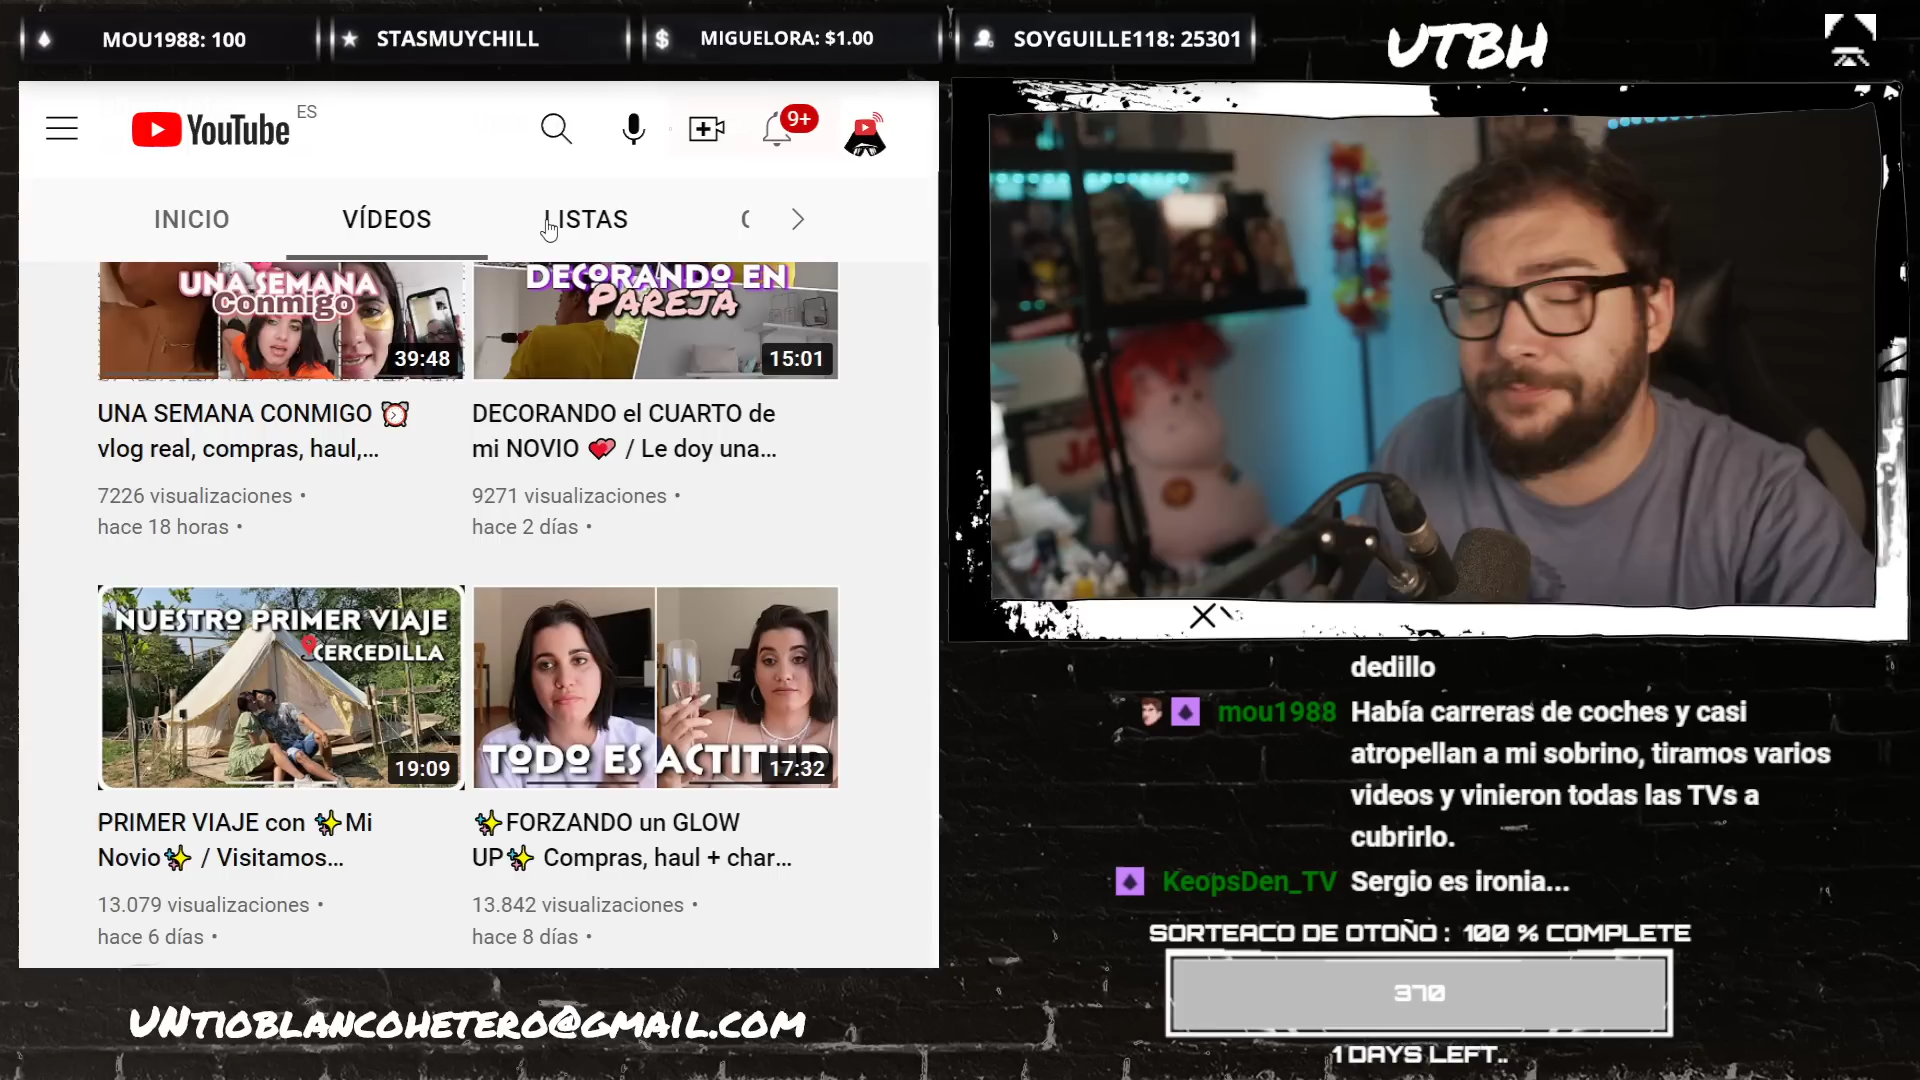 MOU1988: 100
STASMUYCHILL
MIGUELORA: $1.00
SOYGUILLE118: 25301
UTBH
YouTube
ES
9+
INICIO
VÍDEOS
LISTAS
UNA SEMANA
Conmigo
39:48
DECORANDO EN
PAREJA
15:01
UNA SEMANA CONMIGO ⏰
vlog real, compras, haul,...
7226 visualizaciones •
hace 18 horas •
DECORANDO el CUARTO de
mi NOVIO 💕 / Le doy una...
9271 visualizaciones •
hace 2 días •
NUESTRO PRIMER VIAJE
📍CERCEDILLA
19:09
TODO ES ACTITUD
17:32
PRIMER VIAJE con ✨Mi
Novio✨ / Visitamos...
13.079 visualizaciones •
hace 6 días •
✨FORZANDO un GLOW
UP✨ Compras, haul + char...
13.842 visualizaciones •
hace 8 días •
dedillo
mou1988 Había carreras de coches y casi
atropellan a mi sobrino, tiramos varios
videos y vinieron todas las TVs a
cubrirlo.
KeopsDen_TV Sergio es ironia...
SORTEACO DE OTOÑO : 100 % COMPLETE
370
1 DAYS LEFT..
UNTIOBLANCOHETERO@GMAIL.COM